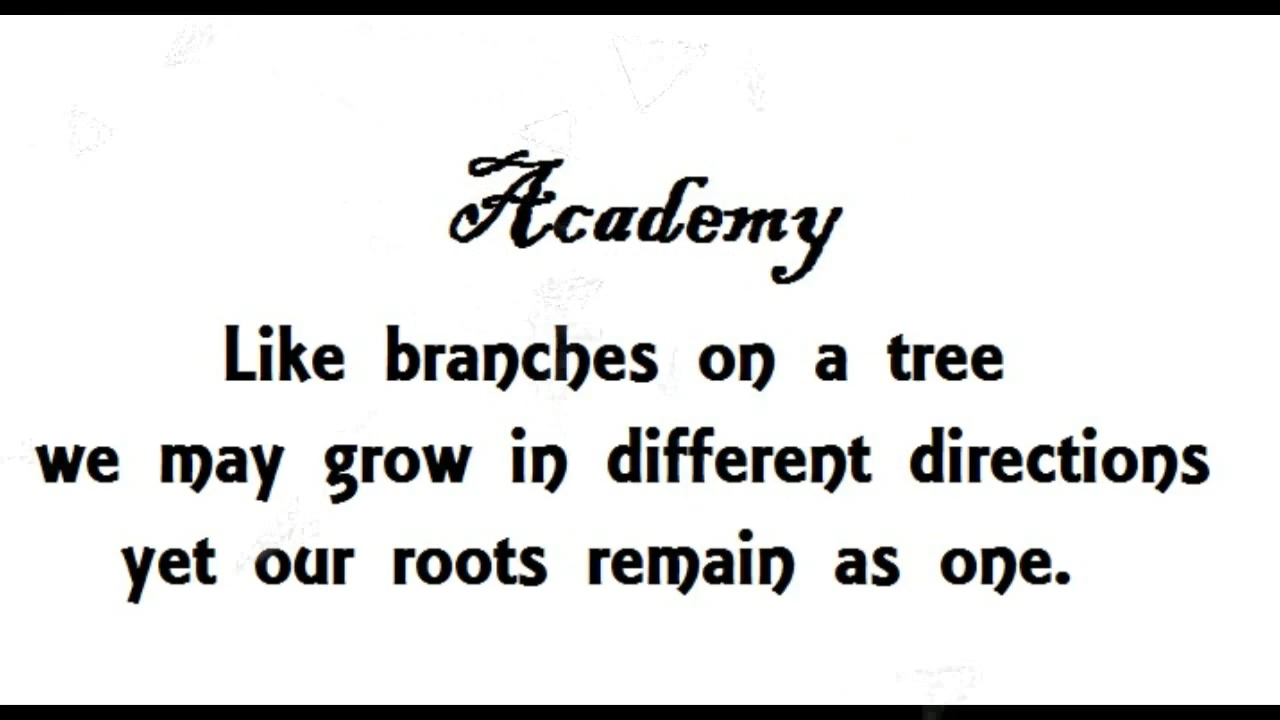 Academy
Like branches on a tree
we may grow in different directions
yet our roots remain as one.